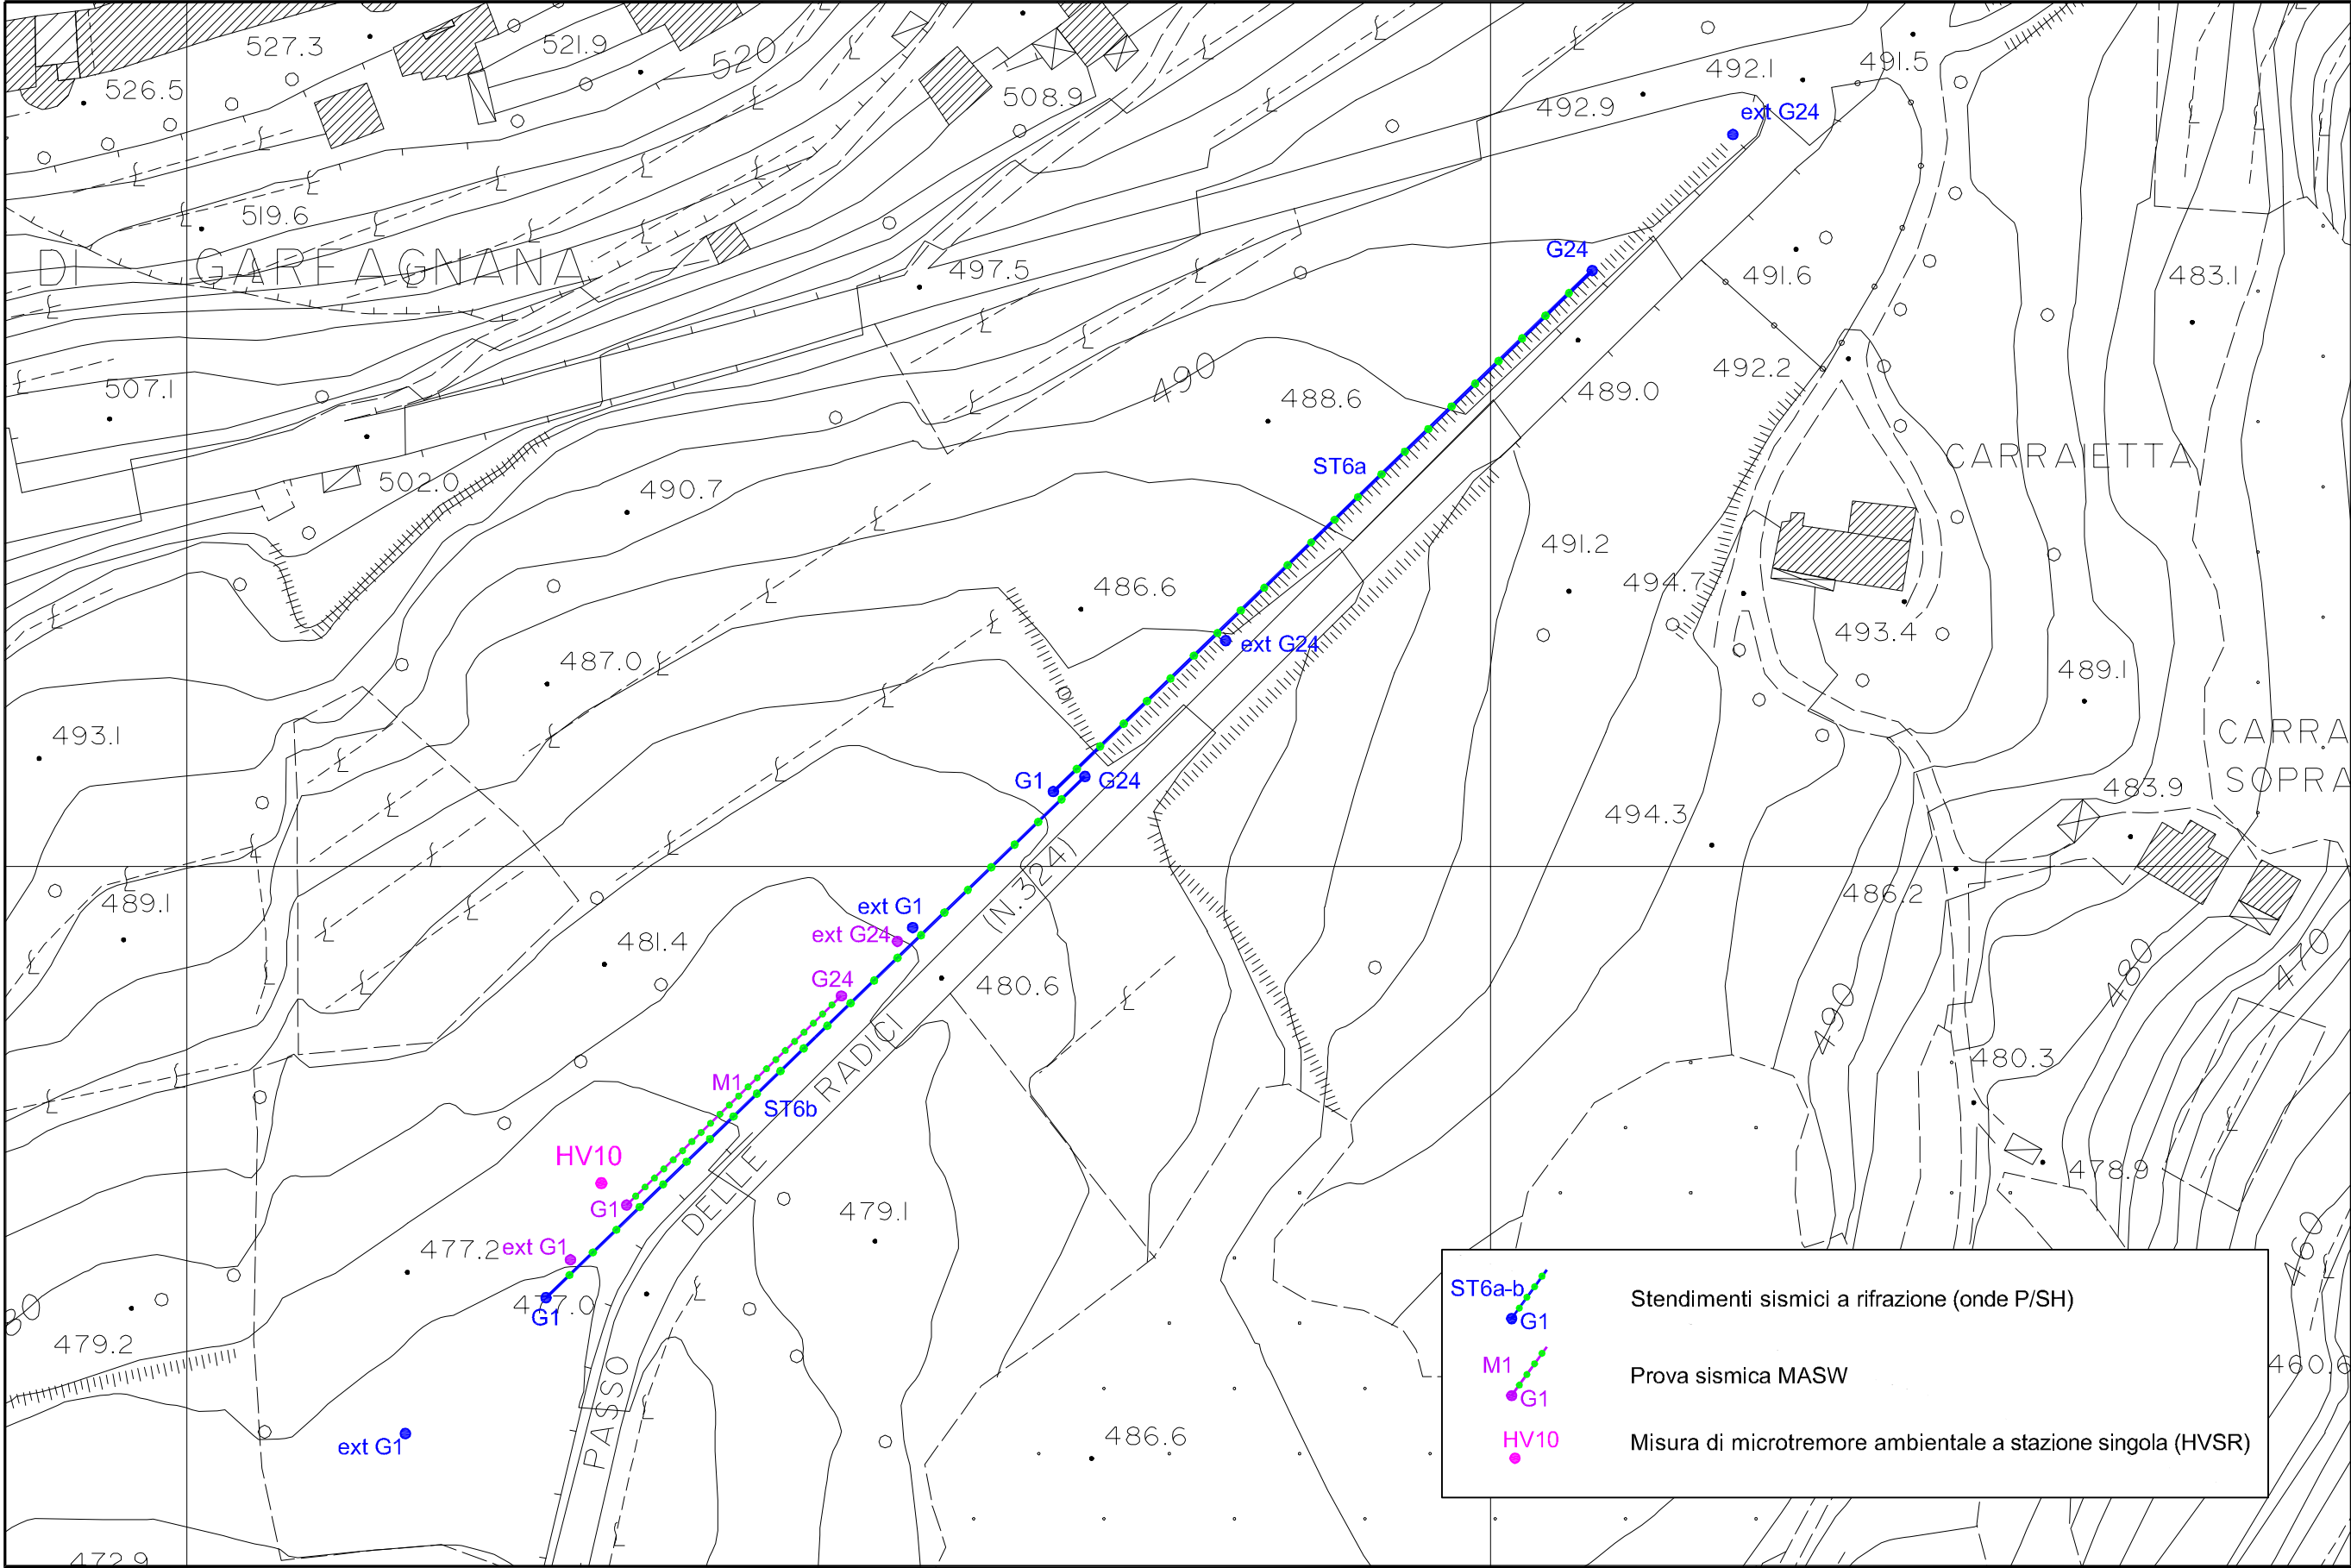 527.3
521.9
520
526.5
508.9
492.1
491.5
492.9
ext G24
519.6
DI GARFAGNANA
497.5
G24
491.6
483.1
507.1
490
488.6
492.2
489.0
ST6a
CARRAIETTA
502.0
490.7
491.2
486.6
494.7
493.4
ext G24
487.0
489.1
493.1
CARRA
SOPRA
G1
G24
483.9
494.3
(N.324)
489.1
486.2
ext G1
ext G24
481.4
480
470
G24
480.6
490
RADICI
480.3
M1
ST6b
HV10
478.9
DELLE
G1
479.1
ext G1
477.2
460
477.0
G1
80
479.2
PASSO
460.6
ext G1
486.6
472.9
ST6a-b
G1
Stendimenti sismici a rifrazione (onde P/SH)
M1
G1
Prova sismica MASW
HV10
Misura di microtremore ambientale a stazione singola (HVSR)